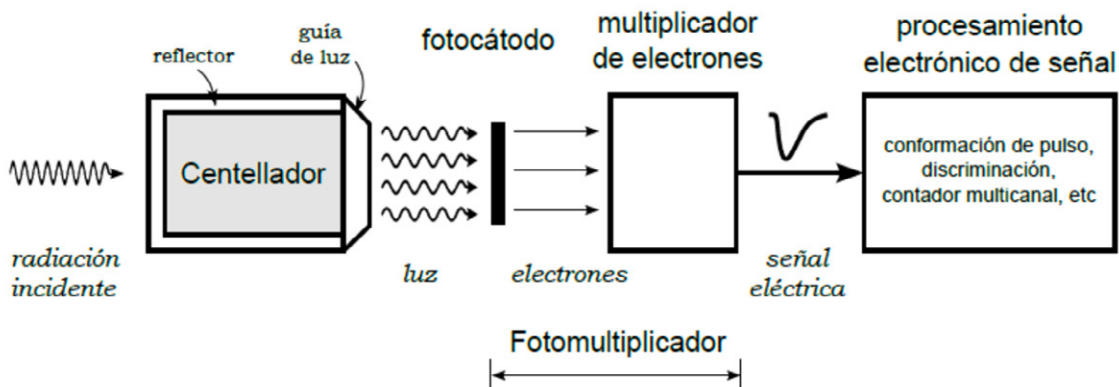 guía
de luz
reflector
fotocátodo
multiplicador
de electrones
procesamiento
electrónico de señal
Centellador
conformación de pulso,
discriminación,
contador multicanal, etc
radiación
incidente
luz
electrones
señal
eléctrica
Fotomultiplicador